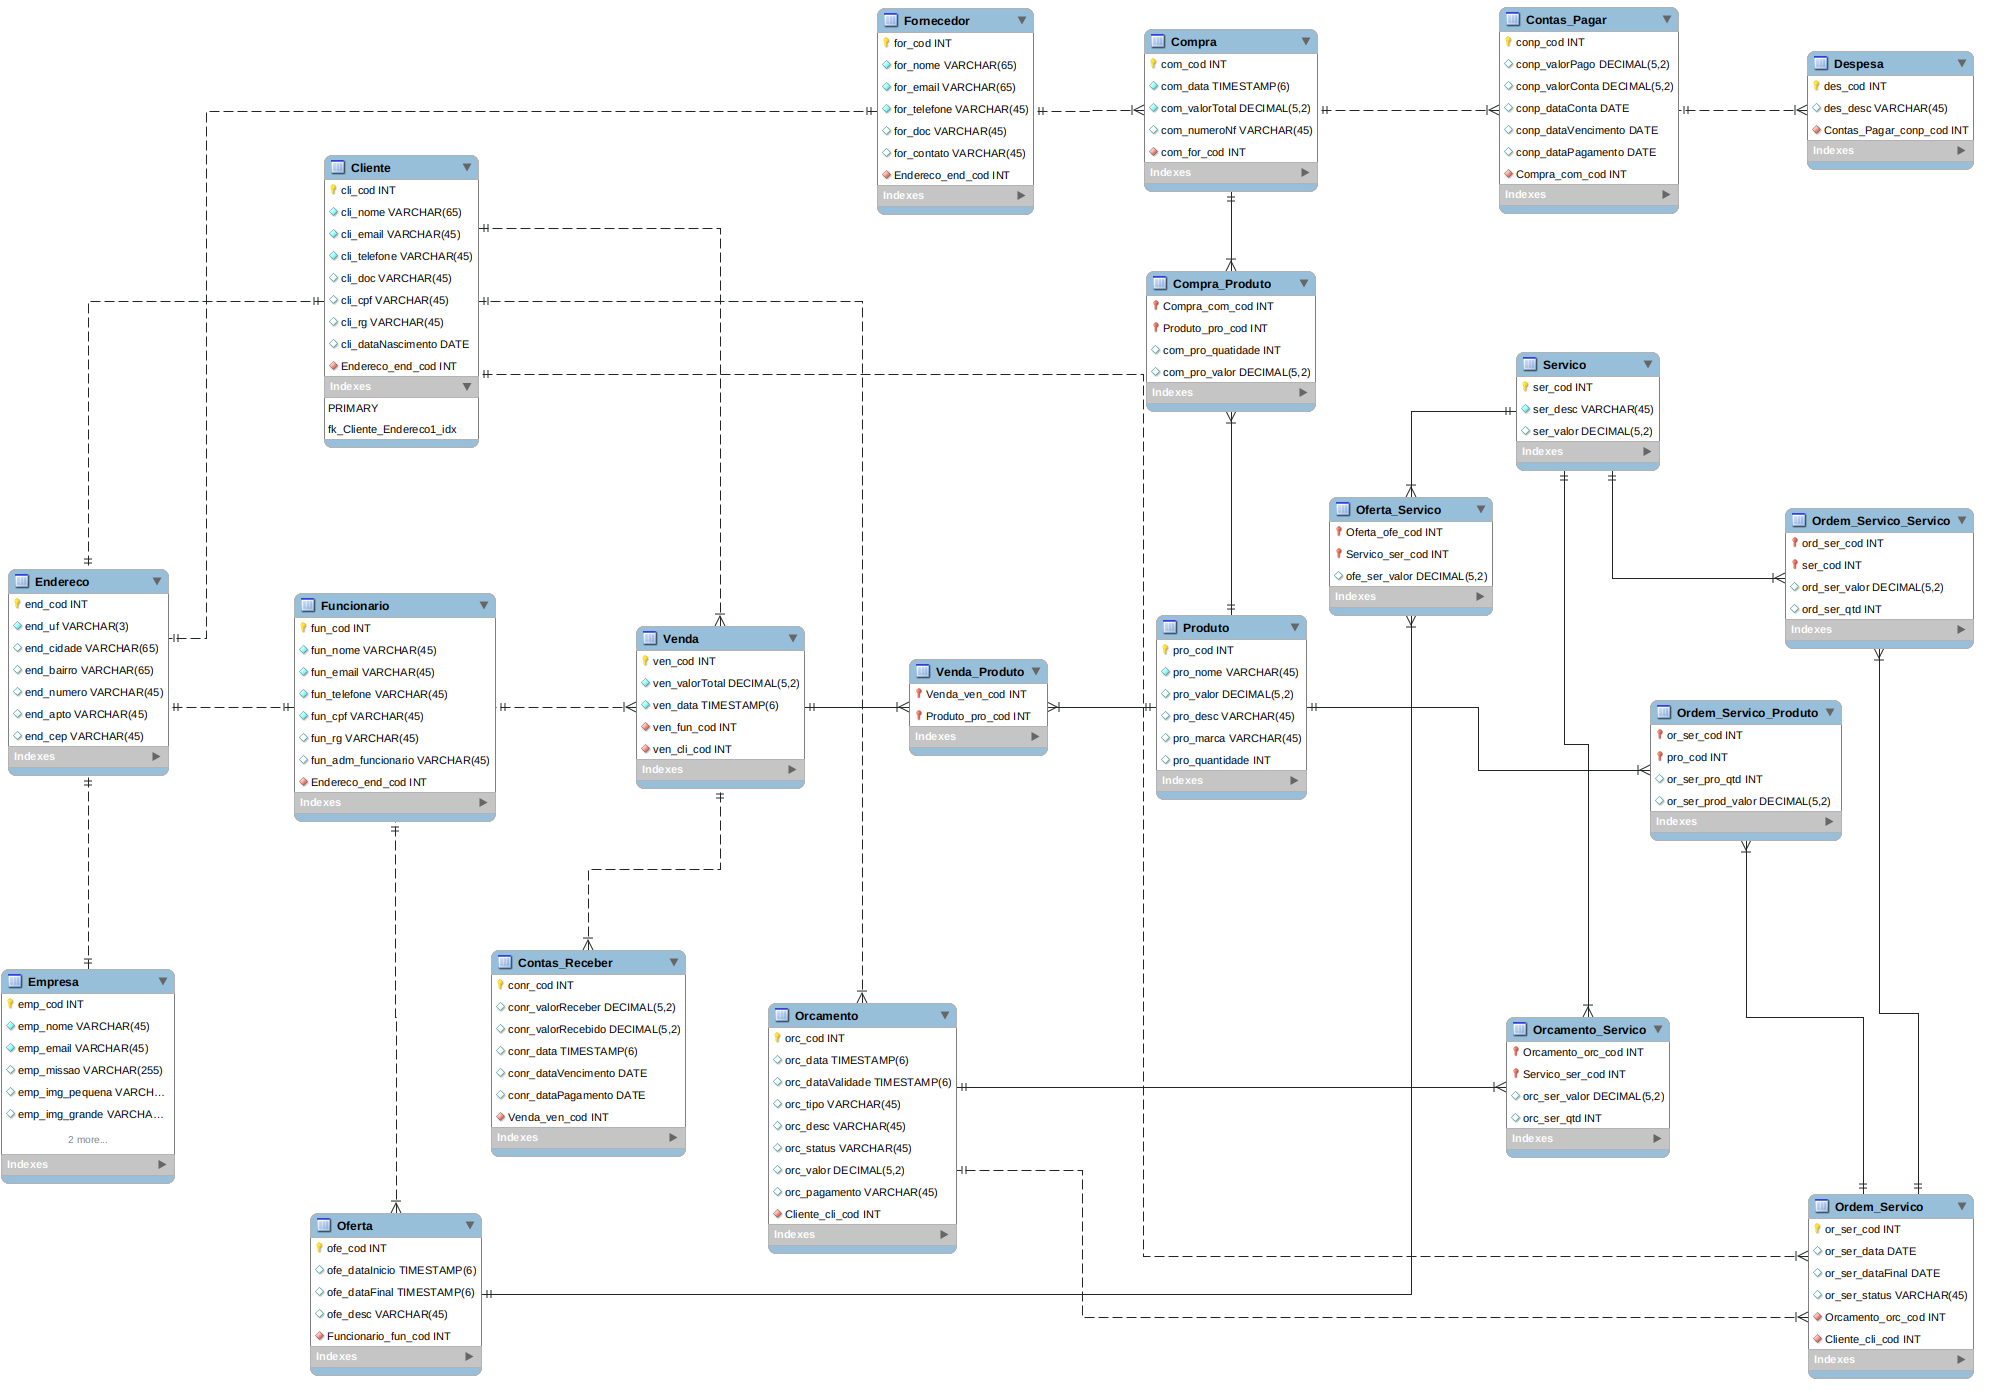 Fornecedor
for_cod INT
for_nome VARCHAR(65)
for_email VARCHAR(65)
for_telefone VARCHAR(45)
for_doc VARCHAR(45)
for_contato VARCHAR(45)
Endereco_end_cod INT
Indexes
Compra
com_cod INT
com_data TIMESTAMP(6)
com_valorTotal DECIMAL(5,2)
com_numeroNf VARCHAR(45)
com_for_cod INT
Indexes
Contas_Pagar
conp_cod INT
conp_valorPago DECIMAL(5,2)
conp_valorConta DECIMAL(5,2)
conp_dataConta DATE
conp_dataVencimento DATE
conp_dataPagamento DATE
Compra_com_cod INT
Indexes
Despesa
des_cod INT
des_desc VARCHAR(45)
Contas_Pagar_conp_cod INT
Indexes
Cliente
cli_cod INT
cli_nome VARCHAR(65)
cli_email VARCHAR(45)
cli_telefone VARCHAR(45)
cli_doc VARCHAR(45)
cli_cpf VARCHAR(45)
cli_rg VARCHAR(45)
cli_dataNascimento DATE
Endereco_end_cod INT
Indexes
PRIMARY
fk_Cliente_Endereco1_idx
Compra_Produto
Compra_com_cod INT
Produto_pro_cod INT
com_pro_quatidade INT
com_pro_valor DECIMAL(5,2)
Indexes
Servico
ser_cod INT
ser_desc VARCHAR(45)
ser_valor DECIMAL(5,2)
Indexes
Oferta_Servico
Oferta_ofe_cod INT
Servico_ser_cod INT
ofe_ser_valor DECIMAL(5,2)
Indexes
Ordem_Servico_Servico
ord_ser_cod INT
ser_cod INT
ord_ser_valor DECIMAL(5,2)
ord_ser_qtd INT
Indexes
Endereco
end_cod INT
end_uf VARCHAR(3)
end_cidade VARCHAR(65)
end_bairro VARCHAR(65)
end_numero VARCHAR(45)
end_apto VARCHAR(45)
end_cep VARCHAR(45)
Indexes
Funcionario
fun_cod INT
fun_nome VARCHAR(45)
fun_email VARCHAR(45)
fun_telefone VARCHAR(45)
fun_cpf VARCHAR(45)
fun_rg VARCHAR(45)
fun_adm_funcionario VARCHAR(45)
Endereco_end_cod INT
Indexes
Venda
ven_cod INT
ven_valorTotal DECIMAL(5,2)
ven_data TIMESTAMP(6)
ven_fun_cod INT
ven_cli_cod INT
Indexes
Venda_Produto
Venda_ven_cod INT
Produto_pro_cod INT
Indexes
Produto
pro_cod INT
pro_nome VARCHAR(45)
pro_valor DECIMAL(5,2)
pro_desc VARCHAR(45)
pro_marca VARCHAR(45)
pro_quantidade INT
Indexes
Ordem_Servico_Produto
or_ser_cod INT
pro_cod INT
or_ser_pro_qtd INT
or_ser_prod_valor DECIMAL(5,2)
Indexes
Empresa
emp_cod INT
emp_nome VARCHAR(45)
emp_email VARCHAR(45)
emp_missao VARCHAR(255)
emp_img_pequena VARCH...
emp_img_grande VARCHA...
2 more...
Indexes
Contas_Receber
conr_cod INT
conr_valorReceber DECIMAL(5,2)
conr_valorRecebido DECIMAL(5,2)
conr_data TIMESTAMP(6)
conr_dataVencimento DATE
conr_dataPagamento DATE
Venda_ven_cod INT
Indexes
Orcamento
orc_cod INT
orc_data TIMESTAMP(6)
orc_dataValidade TIMESTAMP(6)
orc_tipo VARCHAR(45)
orc_desc VARCHAR(45)
orc_status VARCHAR(45)
orc_valor DECIMAL(5,2)
orc_pagamento VARCHAR(45)
Cliente_cli_cod INT
Indexes
Orcamento_Servico
Orcamento_orc_cod INT
Servico_ser_cod INT
orc_ser_valor DECIMAL(5,2)
orc_ser_qtd INT
Indexes
Oferta
ofe_cod INT
ofe_dataInicio TIMESTAMP(6)
ofe_dataFinal TIMESTAMP(6)
ofe_desc VARCHAR(45)
Funcionario_fun_cod INT
Indexes
Ordem_Servico
or_ser_cod INT
or_ser_data DATE
or_ser_dataFinal DATE
or_ser_status VARCHAR(45)
Orcamento_orc_cod INT
Cliente_cli_cod INT
Indexes